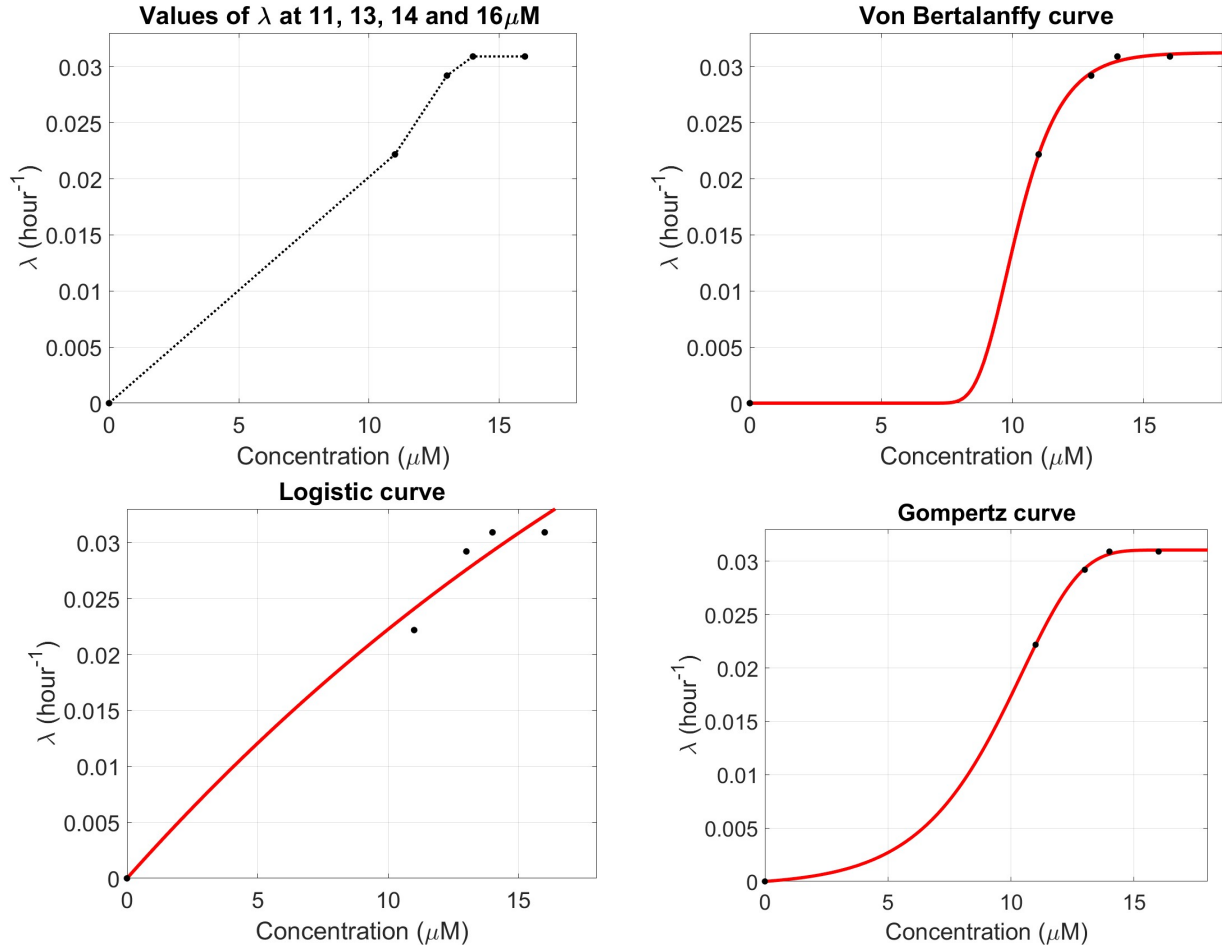 Values of λ at 11, 13, 14 and 16μM
0.03
0.025
0.02
0.015
0.01
0.005
0
λ (hour⁻¹)
0 5 10 15
Concentration (μM)
Von Bertalanffy curve
0.03
0.025
0.02
0.015
0.01
0.005
0
λ (hour⁻¹)
0 5 10 15
Concentration (μM)
Logistic curve
0.03
0.025
0.02
0.015
0.01
0.005
0
λ (hour⁻¹)
0 5 10 15
Concentration (μM)
Gompertz curve
0.03
0.025
0.02
0.015
0.01
0.005
0
λ (hour⁻¹)
0 5 10 15
Concentration (μM)